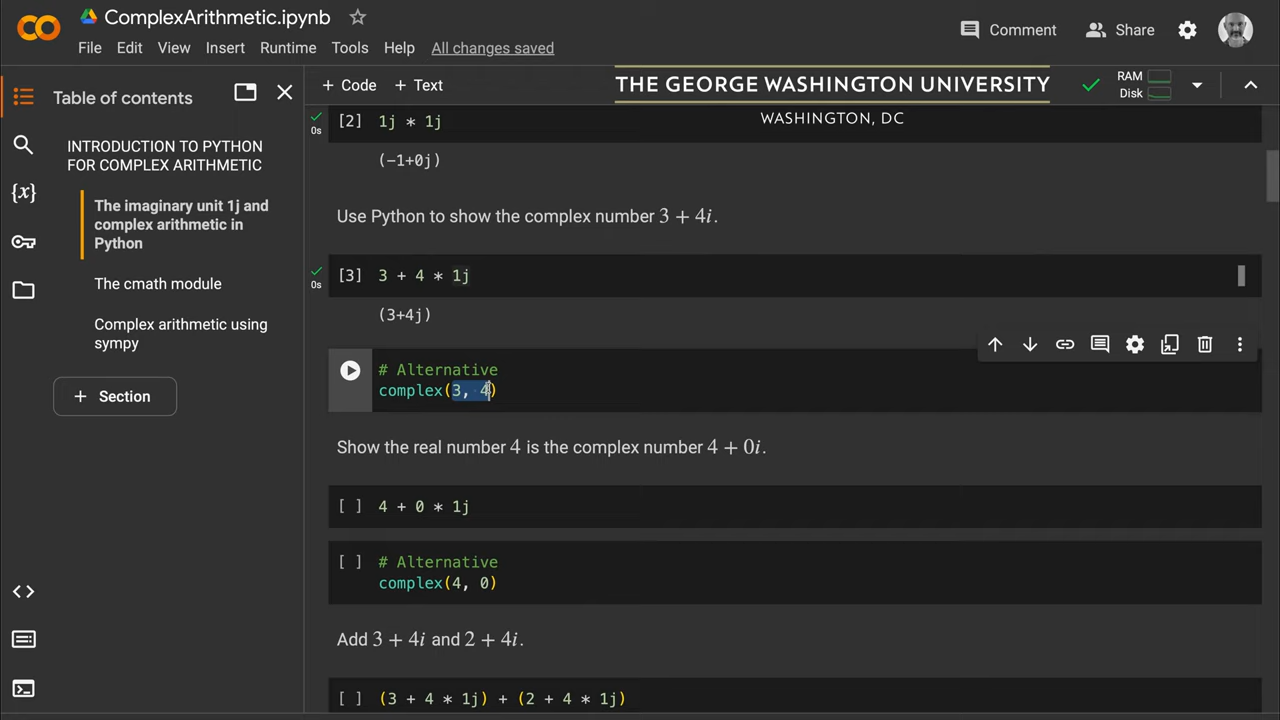 ComplexArithmetic.ipynb
File Edit View Insert Runtime Tools Help All changes saved
Comment Share
Table of contents
INTRODUCTION TO PYTHON
FOR COMPLEX ARITHMETIC
The imaginary unit 1j and
complex arithmetic in
Python
The cmath module
Complex arithmetic using
sympy
+ Section
{x}
+ Code + Text
THE GEORGE WASHINGTON UNIVERSITY
WASHINGTON, DC
RAM
Disk
[2] 1j * 1j
0s
(-1+0j)
Use Python to show the complex number 3 + 4i.
[3] 3 + 4 * 1j
0s
(3+4j)
# Alternative
complex(3, 4)
Show the real number 4 is the complex number 4 + 0i.
[ ] 4 + 0 * 1j
[ ] # Alternative
complex(4, 0)
Add 3 + 4i and 2 + 4i.
[ ] (3 + 4 * 1j) + (2 + 4 * 1j)